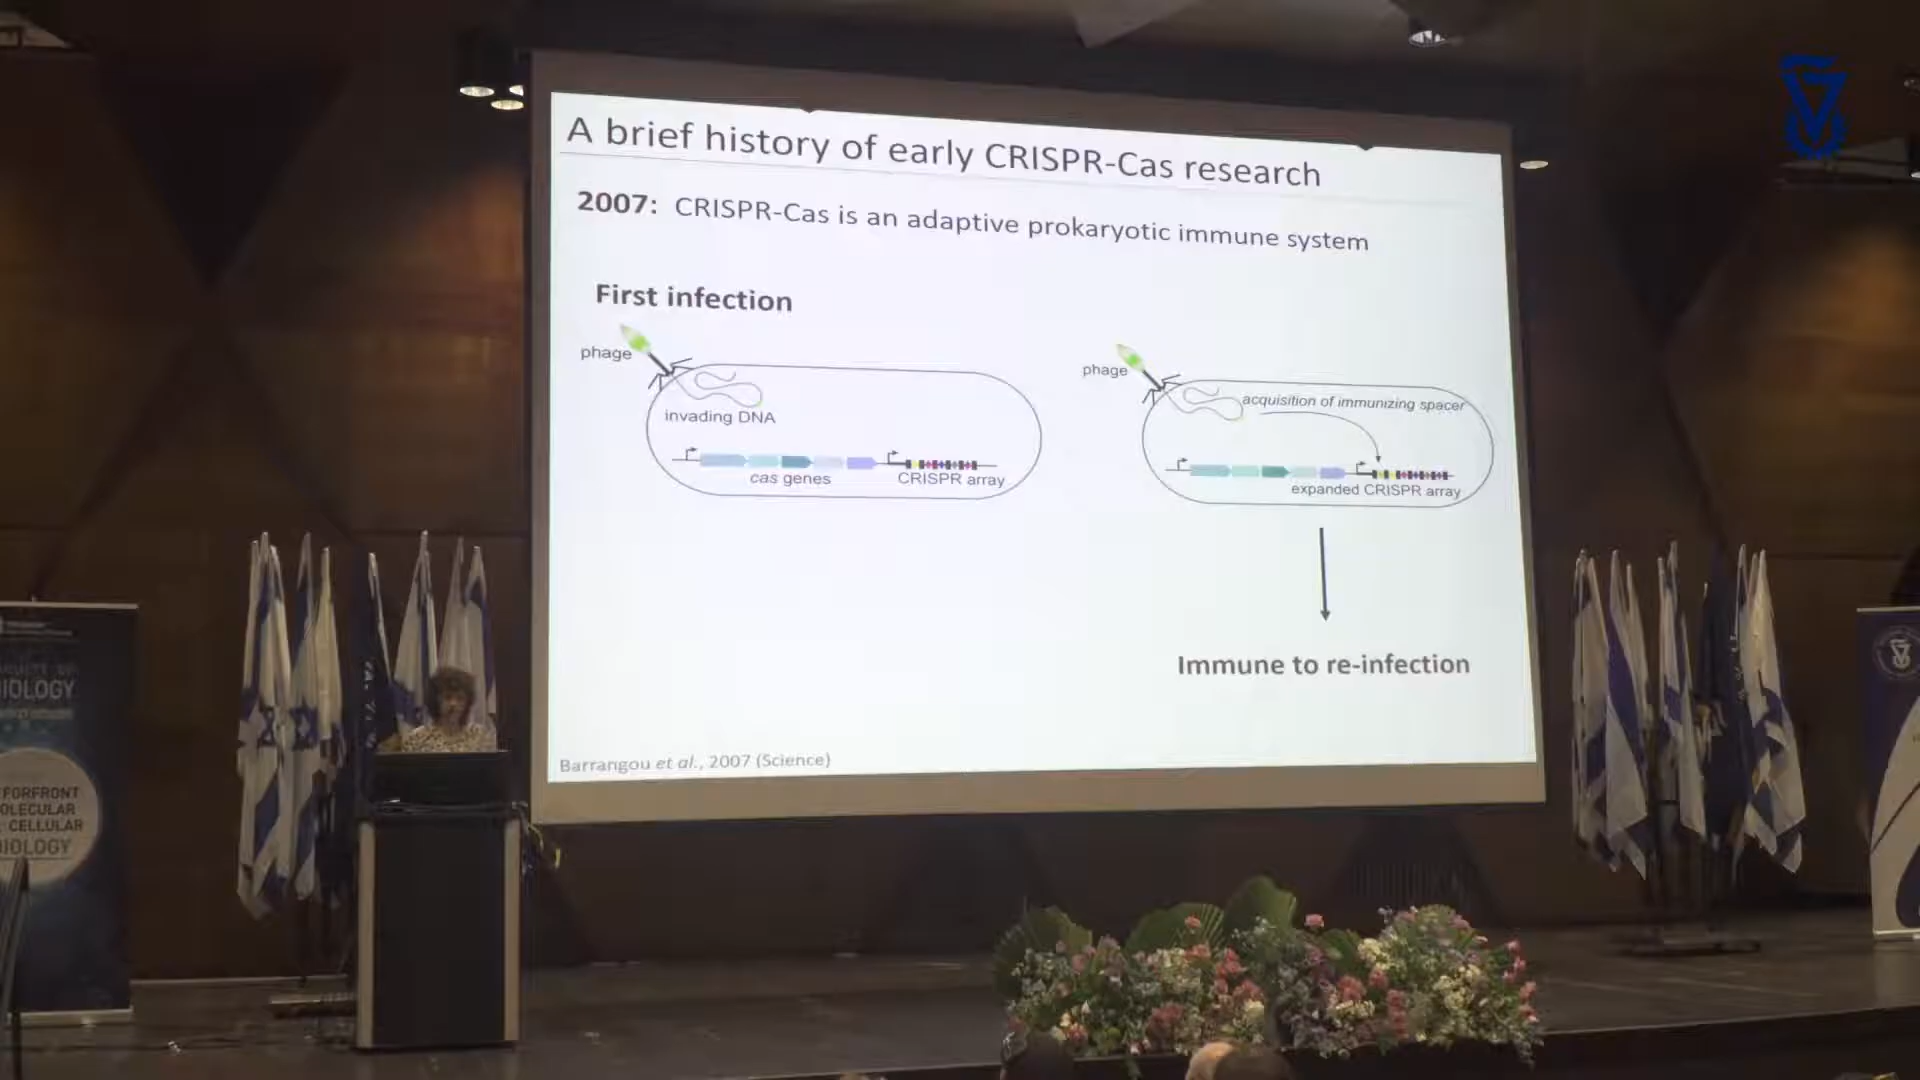 A brief history of early CRISPR-Cas research
2007: CRISPR-Cas is an adaptive prokaryotic immune system
First infection
phage
invading DNA
cas genes
CRISPR array
phage
acquisition of immunizing spacer
expanded CRISPR array
Immune to re-infection
Barrangou et al., 2007 (Science)
IOLOGY
FORFRONT
OLECULAR
CELLULAR
IOLOGY